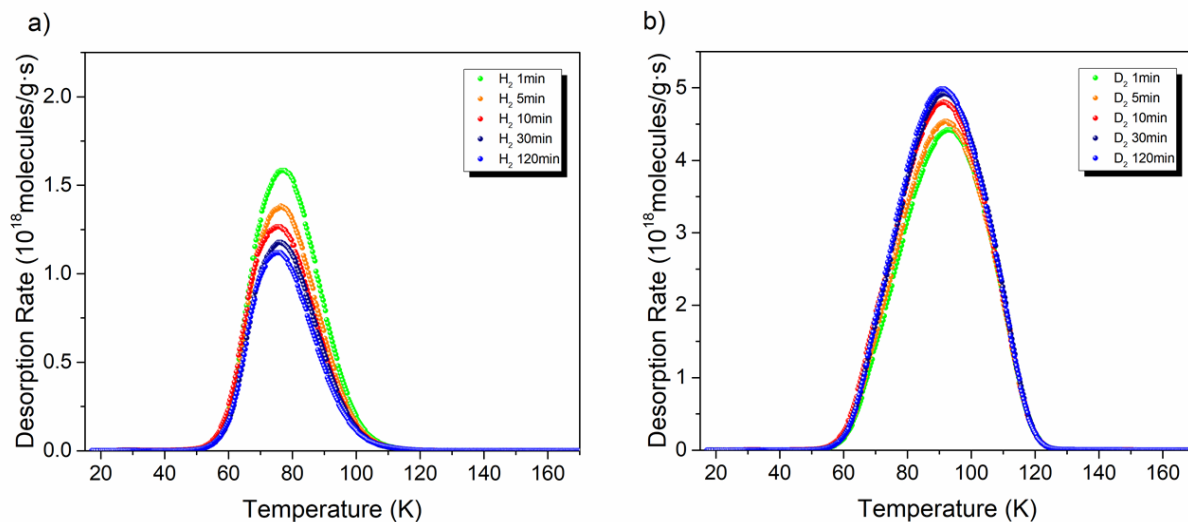 a)
Desorption Rate (10¹⁸molecules/g·s)
2.0
1.5
1.0
0.5
0.0
H₂ 1min
H₂ 5min
H₂ 10min
H₂ 30min
H₂ 120min
20 40 60 80 100 120 140 160
Temperature (K)
b)
Desorption Rate (10¹⁸molecules/g·s)
5
4
3
2
1
0
D₂ 1min
D₂ 5min
D₂ 10min
D₂ 30min
D₂ 120min
20 40 60 80 100 120 140 160
Temperature (K)